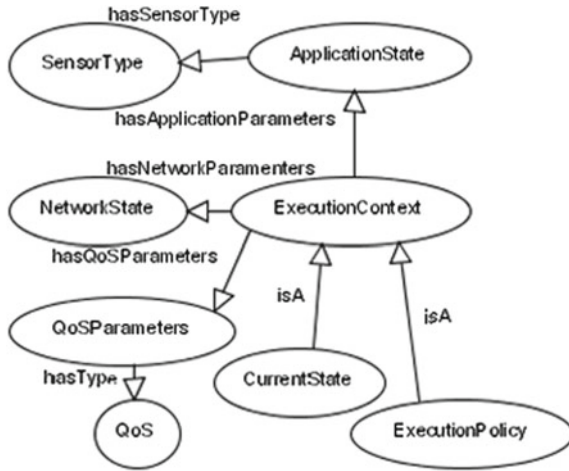 hasSensorType
SensorType
ApplicationState
hasApplicationParameters
hasNetworkParamenters
NetworkState
ExecutionContext
hasQoSParameters
isA
isA
QoSParameters
hasType
CurrentState
QoS
ExecutionPolicy